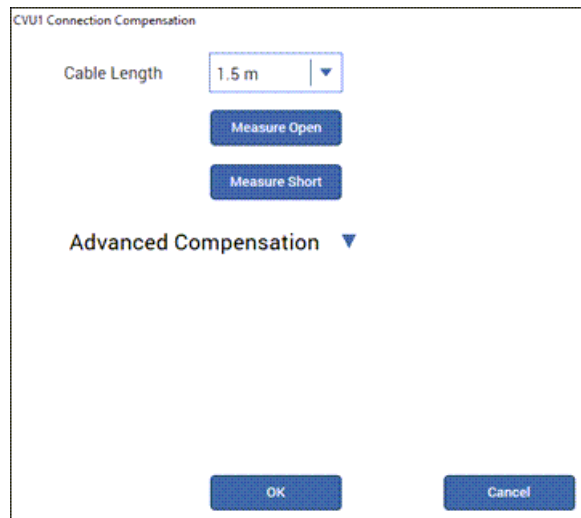 CVU1 Connection Compensation
Cable Length 1.5 m
Measure Open
Measure Short
Advanced Compensation
OK Cancel